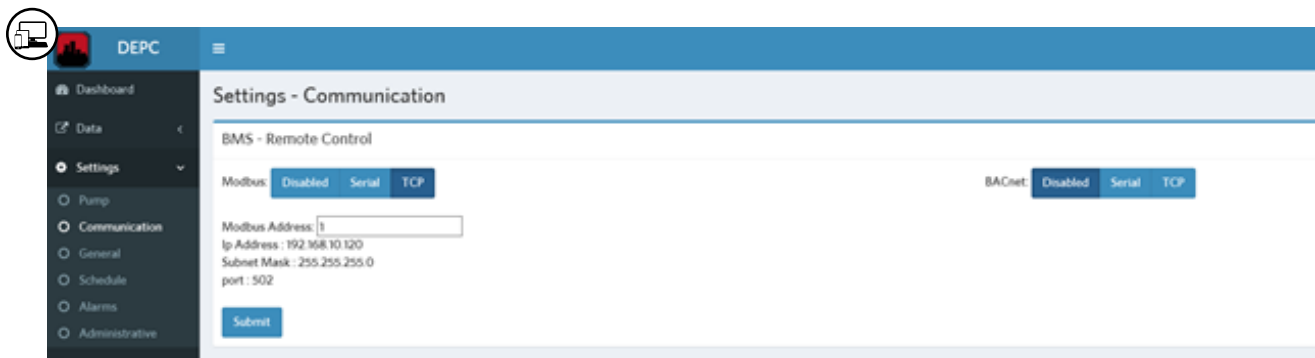 DEPC
Dashboard
Settings - Communication
Data
BMS - Remote Control
Settings
Modbus: Disabled Serial TCP
BACnet: Disabled Serial TCP
Pump
Communication
Modbus Address: 1
Ip Address : 192.168.10.120
General
Subnet Mask : 255.255.255.0
Schedule
port : 502
Alarms
Submit
Administrative